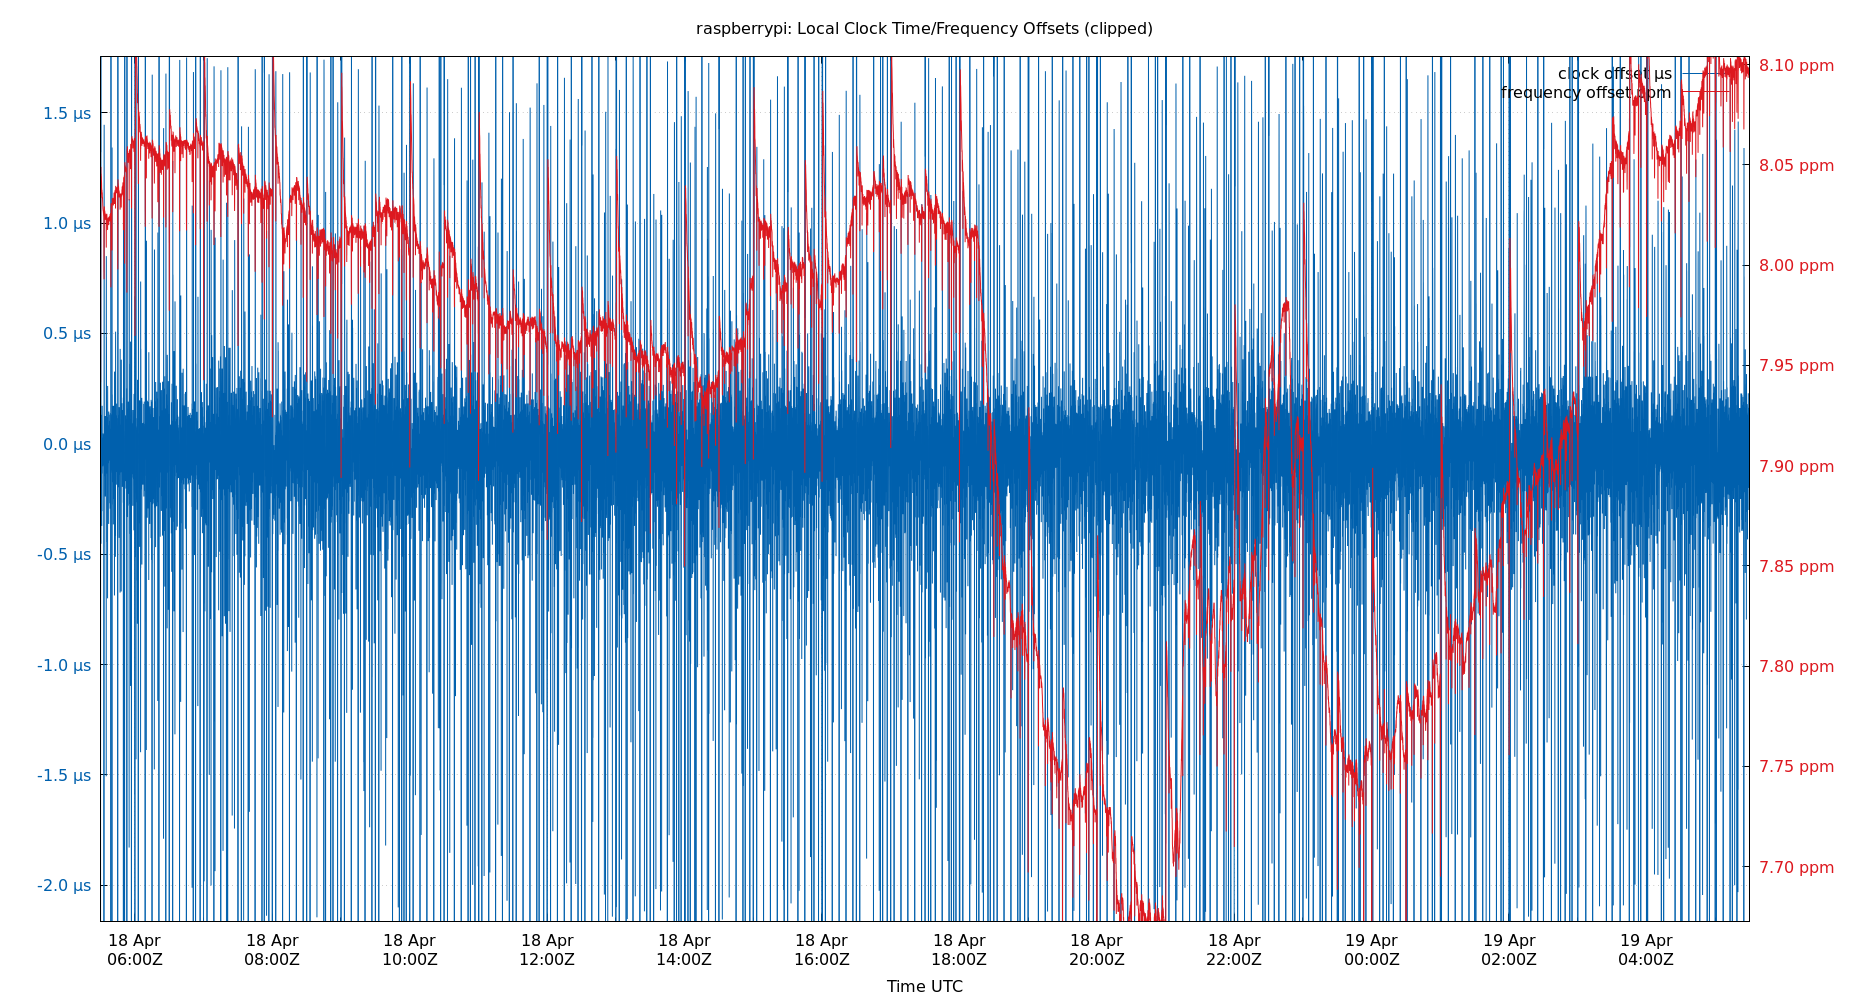 raspberrypi: Local Clock Time/Frequency Offsets (clipped)
clock offset µs
frequency offset ppm
1.5 µs
1.0 µs
0.5 µs
0.0 µs
-0.5 µs
-1.0 µs
-1.5 µs
-2.0 µs
8.10 ppm
8.05 ppm
8.00 ppm
7.95 ppm
7.90 ppm
7.85 ppm
7.80 ppm
7.75 ppm
7.70 ppm
18 Apr 18 Apr 18 Apr 18 Apr 18 Apr 18 Apr 18 Apr 18 Apr 18 Apr 19 Apr 19 Apr 19 Apr
06:00Z 08:00Z 10:00Z 12:00Z 14:00Z 16:00Z 18:00Z 20:00Z 22:00Z 00:00Z 02:00Z 04:00Z
Time UTC